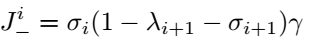 $J_{-}^{i} = \sigma_i(1 - \lambda_{i+1} - \sigma_{i+1})\gamma$